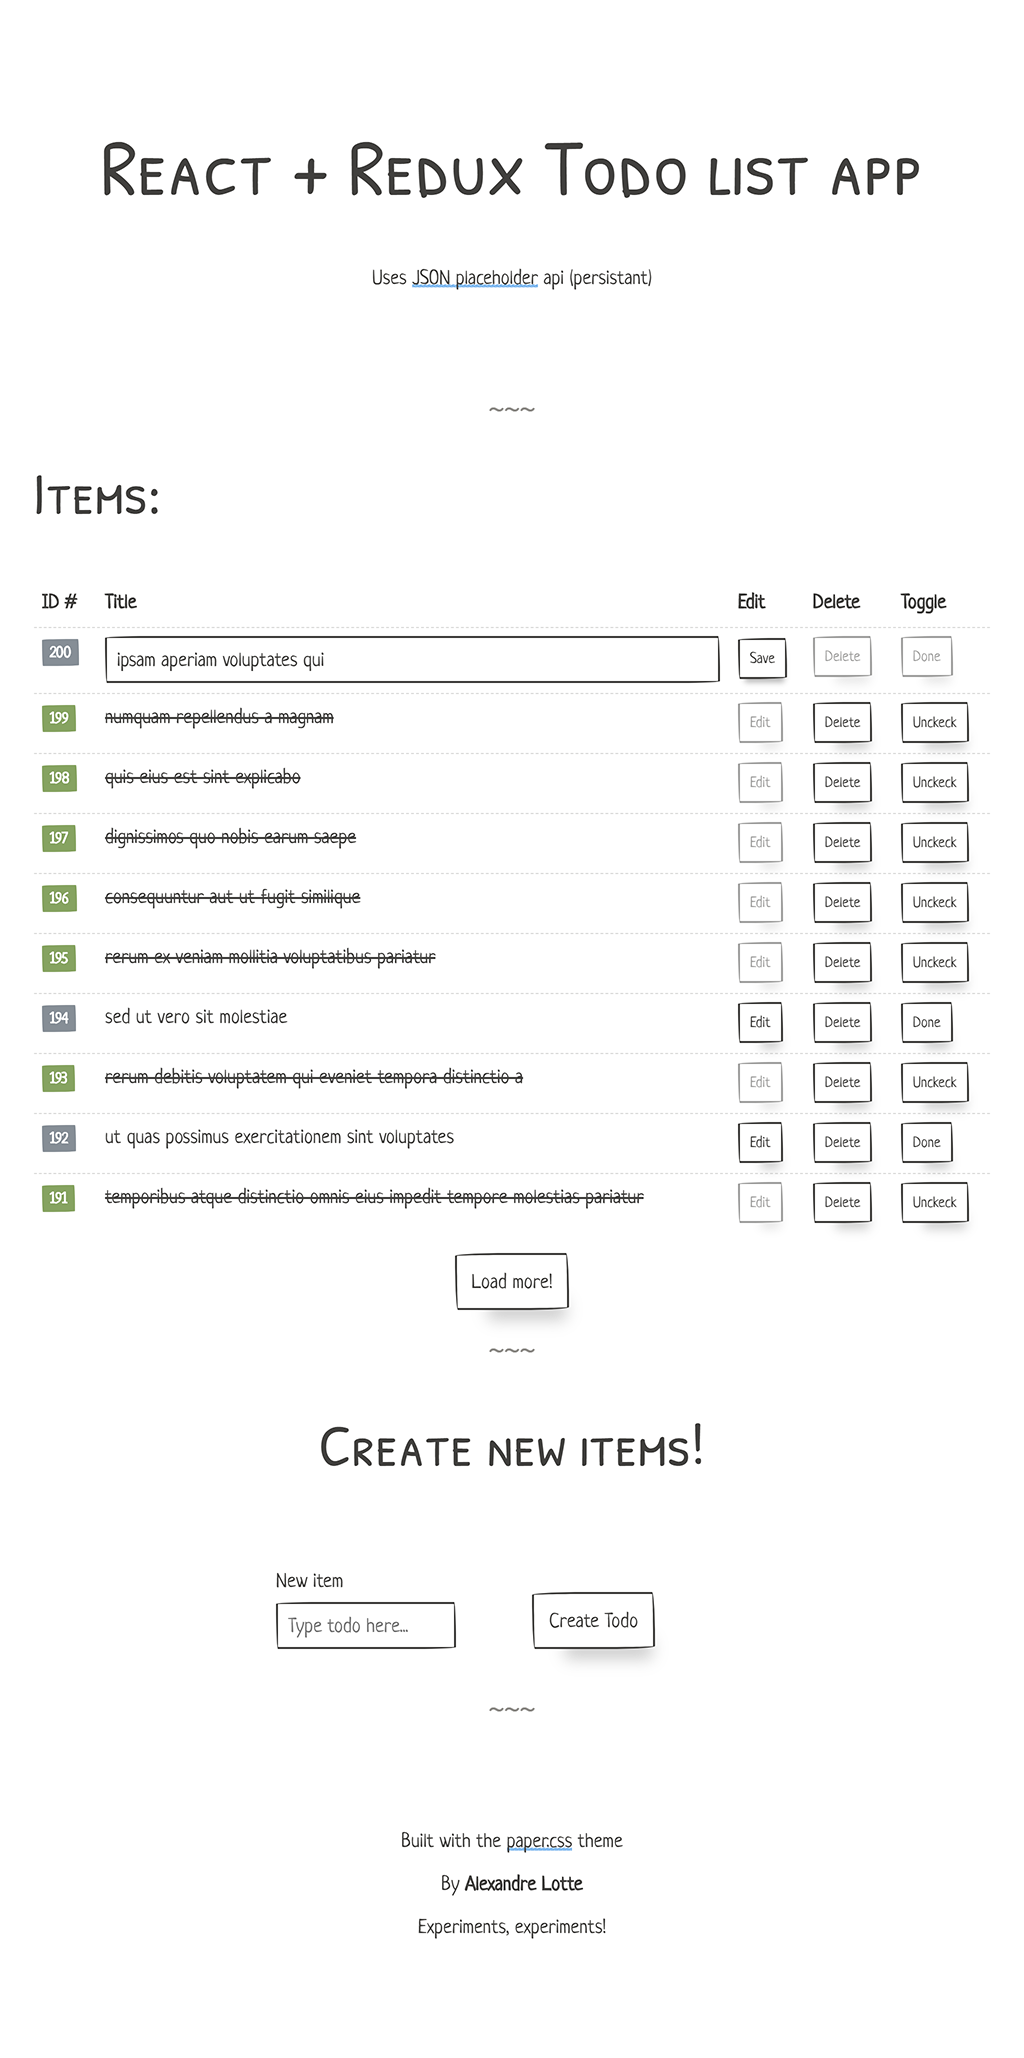 React + Redux Todo list app
Uses JSON placeholder api (persistant)
~~~
Items:
ID # Title Edit Delete Toggle
200 ipsam aperiam voluptates qui Save Delete Done
199 numquam repellendus a magnam Edit Delete Unckeck
198 quis eius est sint explicabo Edit Delete Unckeck
197 dignissimos quo nobis earum saepe Edit Delete Unckeck
196 consequuntur aut ut fugit similique Edit Delete Unckeck
195 rerum ex veniam mollitia voluptatibus pariatur Edit Delete Unckeck
194 sed ut vero sit molestiae Edit Delete Done
193 rerum debitis voluptatem qui eveniet tempora distinctio a Edit Delete Unckeck
192 ut quas possimus exercitationem sint voluptates Edit Delete Done
191 temporibus atque distinctio omnis eius impedit tempore molestias pariatur Edit Delete Unckeck
Load more!
~~~
Create new items!
New item
Type todo here... Create Todo
~~~
Built with the paper.css theme
By Alexandre Lotte
Experiments, experiments!